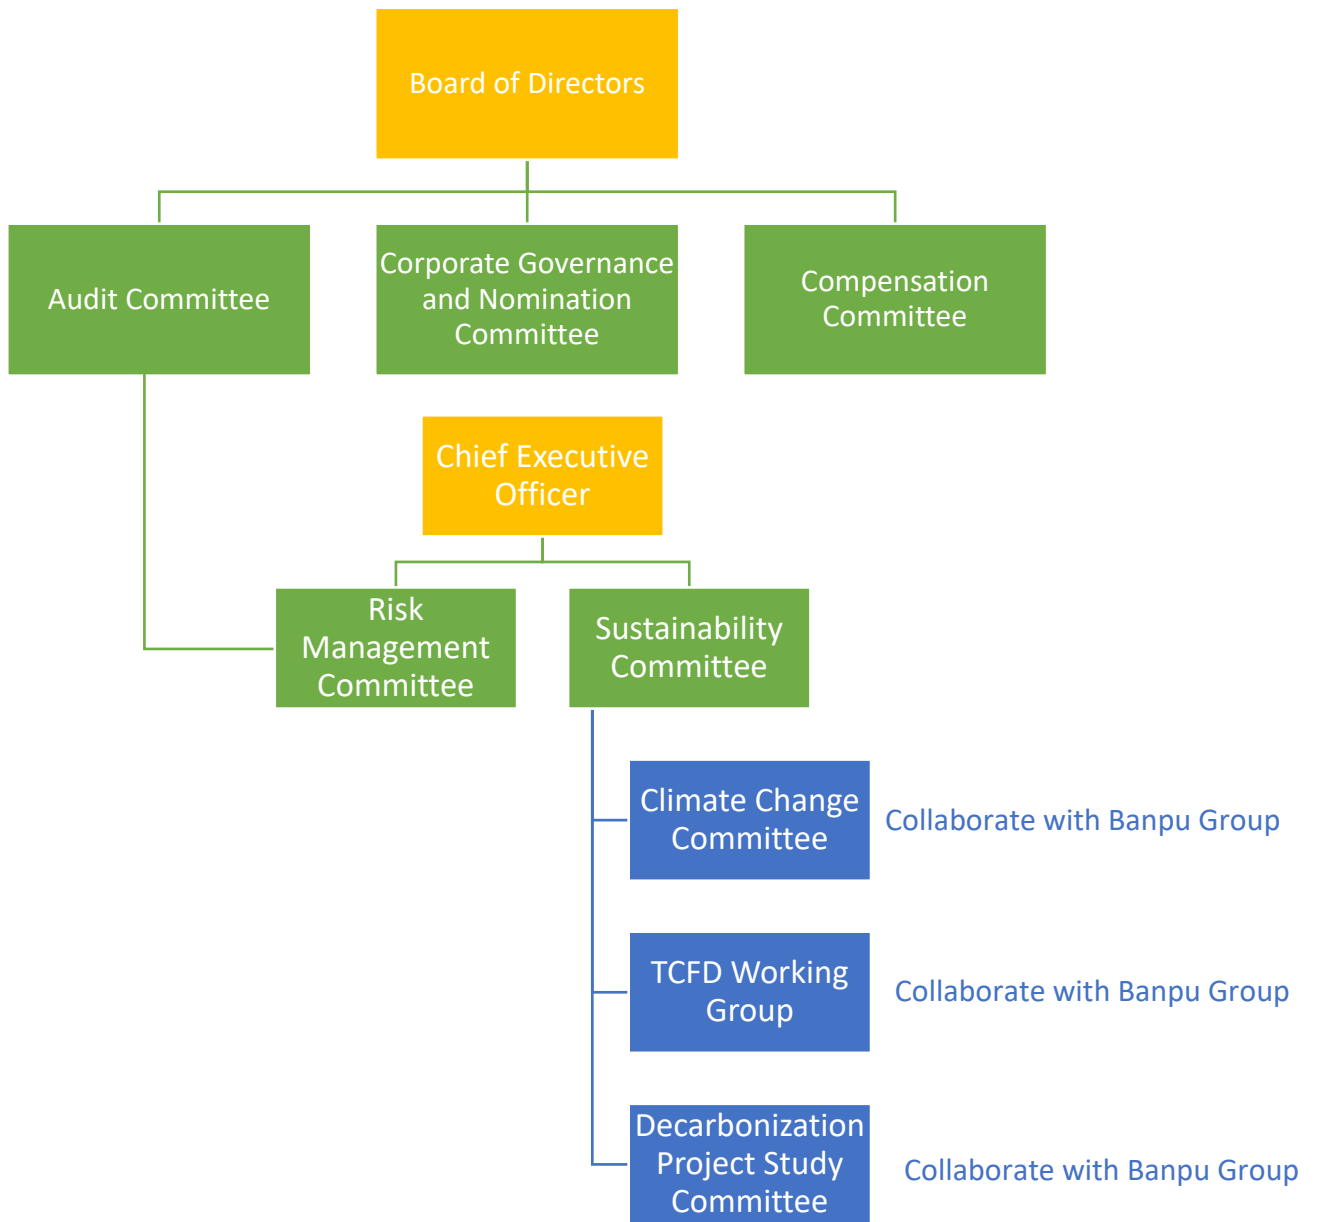 Board of Directors
Audit Committee
Corporate Governance
and Nomination
Committee
Compensation
Committee
Chief Executive
Officer
Risk
Management
Committee
Sustainability
Committee
Climate Change
Committee
Collaborate with Banpu Group
TCFD Working
Group
Collaborate with Banpu Group
Decarbonization
Project Study
Committee
Collaborate with Banpu Group